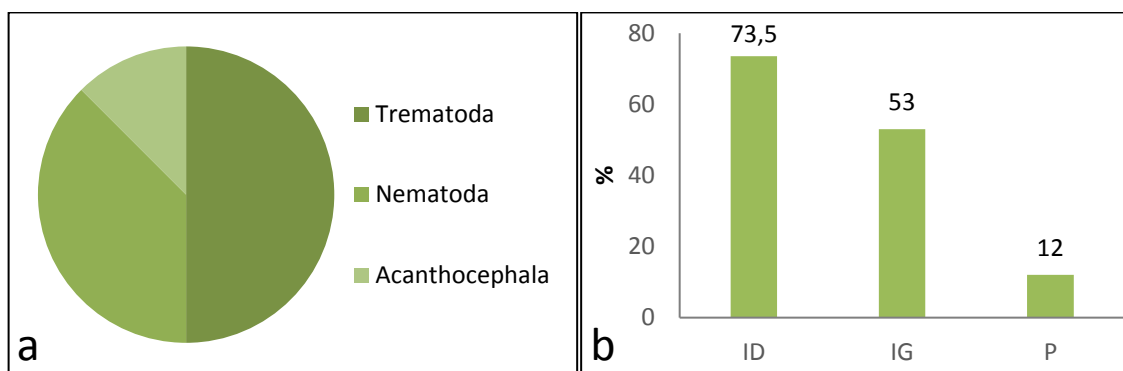 Trematoda
Nematoda
Acanthocephala
a
80
60
40
20
0
%
73,5
53
12
ID
IG
P
b